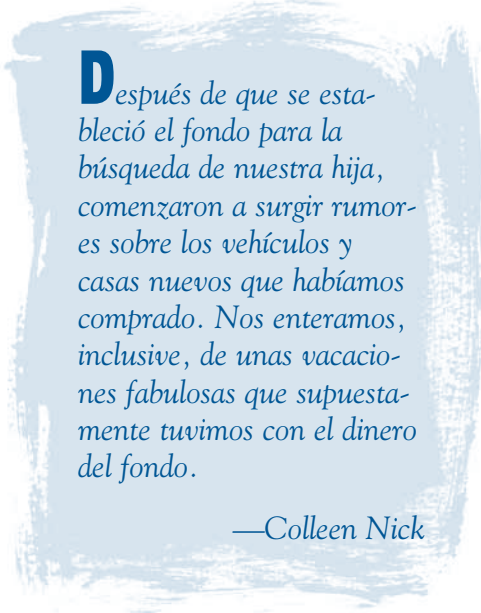 Después de que se esta-
bleció el fondo para la
búsqueda de nuestra hija,
comenzaron a surgir rumor-
es sobre los vehículos y
casas nuevos que habíamos
comprado. Nos enteramos,
inclusive, de unas vacacio-
nes fabulosas que supuesta-
mente tuvimos con el dinero
del fondo.
—Colleen Nick